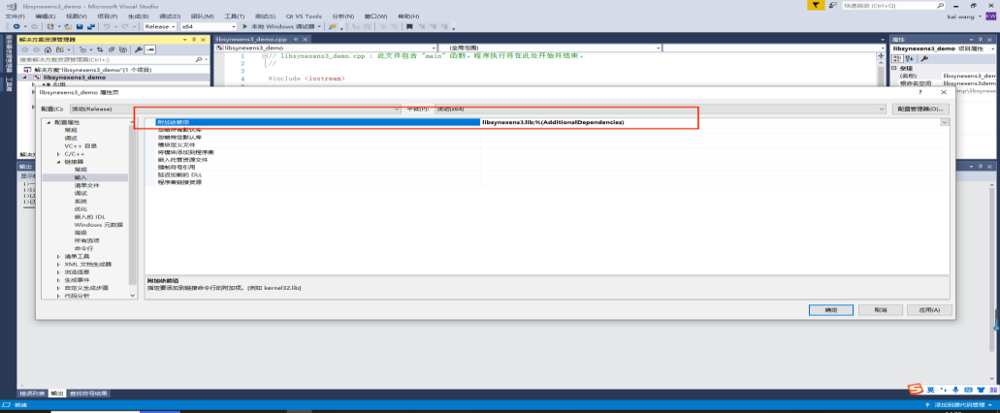 libsynexens3_demo - Microsoft Visual Studio
快速启动 (Ctrl+Q)
文件(F) 编辑(E) 视图(V) 项目(P) 生成(B) 调试(D) 团队(M) 工具(T) 测试(S) Qt VS Tools 分析(N) 窗口(W) 帮助(H)
kai wang KW
Release x64 本地 Windows 调试器
解决方案资源管理器
搜索解决方案资源管理器(Ctrl+;)
解决方案"libsynexens3_demo"(1 个项目)
libsynexens3_demo
引用
libsynexens3_demo.cpp
libsynexens3_demo (全局范围)
1 // libsynexens3_demo.cpp : 此文件包含 "main" 函数。程序执行将在此处开始并结束。
2 //
3
4 #include <iostream>
属性
libsynexens3_demo 项目属性
杂项
(名称) libsynexens3_dem
根命名空间 libsynexens3demo
libsynexens3_demo 属性页
? ×
配置(C): 活动(Release) 平台(P): 活动(x64) 配置管理器(O)...
配置属性
常规
调试
VC++ 目录
C/C++
链接器
常规
输入
清单文件
调试
系统
优化
嵌入的 IDL
Windows 元数据
高级
所有选项
命令行
清单工具
XML 文档生成器
浏览信息
生成事件
自定义生成步骤
代码分析
附加依赖项 libsynexens3.lib;%(AdditionalDependencies)
忽略所有默认库
忽略特定默认库
模块定义文件
将模块添加到程序集
嵌入托管资源文件
强制符号引用
延迟加载的 DLL
程序集链接资源
附加依赖项
指定要添加到链接命令行的附加项。[例如 kernel32.lib]
确定 取消 应用(A)
输出
错误列表 输出 查找符号结果
英
就绪
添加到源代码管理